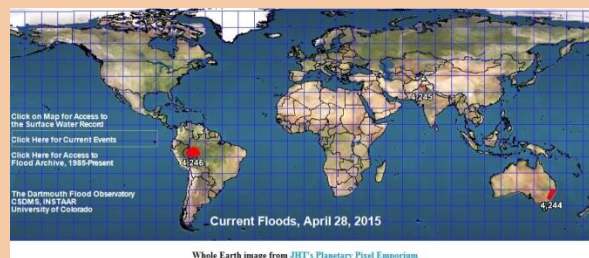 4,245
Click on Map for Access to
the Surface Water Record
Click Here for Current Events
Click Here for Access to
Flood Archive, 1985-Present
4,246
The Dartmouth Flood Observatory
CSDMS, INSTAAR
University of Colorado
4,244
Current Floods, April 28, 2015
Whole Earth image from JHT's Planetary Pixel Emporium